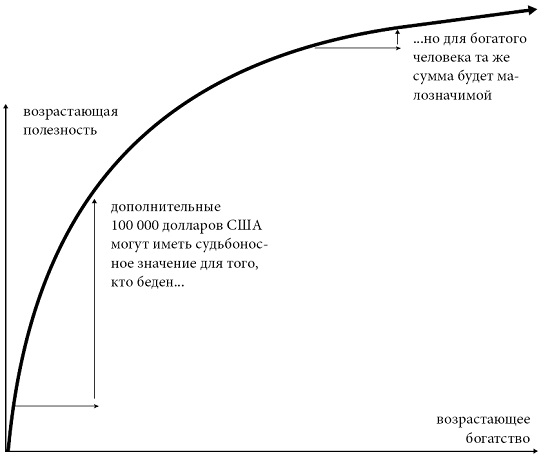 ...но для богатого
человека та же
сумма будет ма-
лозначимой
возрастающая
полезность
дополнительные
100 000 долларов США
могут иметь судьбонос-
ное значение для того,
кто беден...
возрастающее
богатство